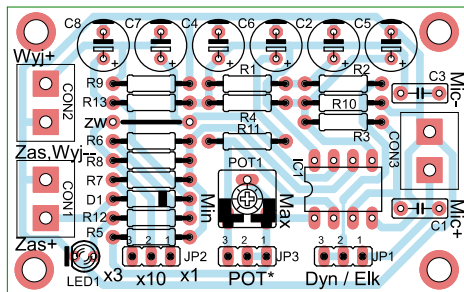 C8 C7 C4 C6 C2 C5
Wyj+
R9 R1 R2 C3 Mic-
R13 R10
CON2
ZW R4 R3
R11
Zas,Wyj--
R6
R8 POT1 IC1 CON3
R7
CON1 D1
Min Max
R12
Zas+ R5 C1 Mic+
3 2 1 JP2 3 2 1 JP3 3 2 1 JP1
LED1 x3 x10 x1 POT* Dyn / Elk